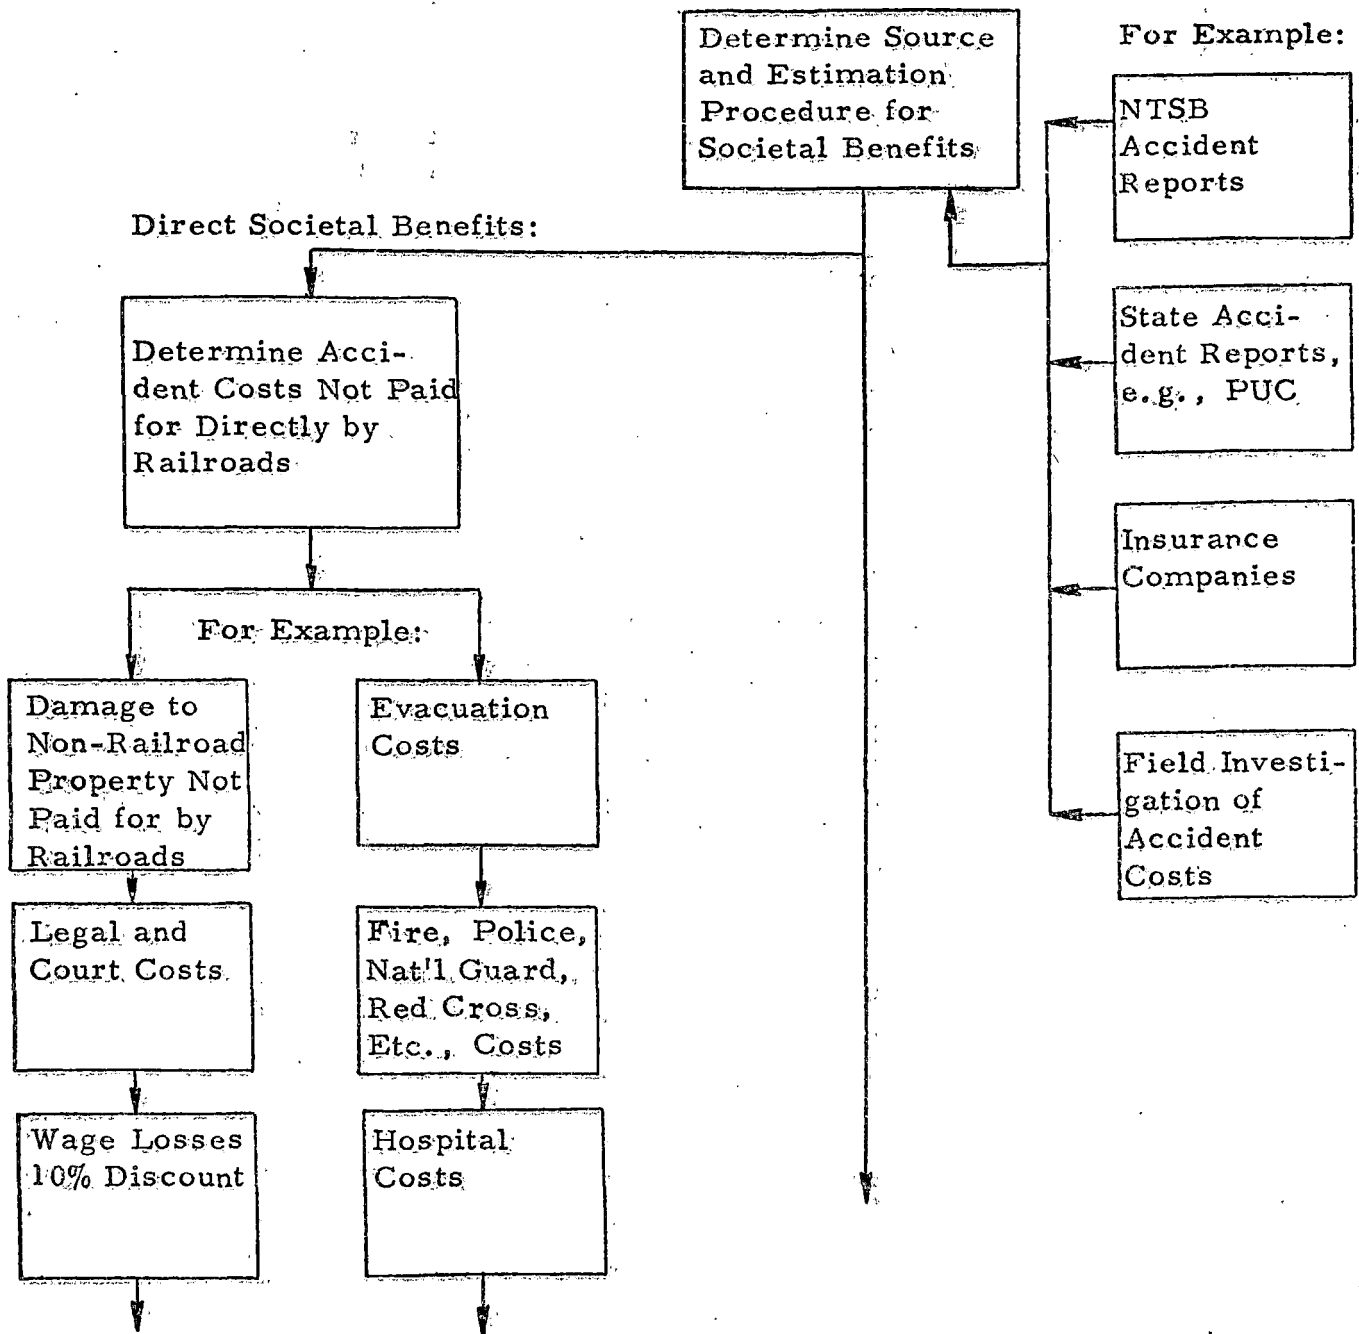 Determine Source
and Estimation
Procedure for
Societal Benefits
For Example:
NTSB
Accident
Reports
State Acci-
dent Reports,
e.g., PUC
Insurance
Companies
Field Investi-
gation of
Accident
Costs
Direct Societal Benefits:
Determine Acci-
dent Costs Not Paid
for Directly by
Railroads
For Example:
Damage to
Non-Railroad
Property Not
Paid for by
Railroads
Legal and
Court Costs
Wage Losses
10% Discount
Evacuation
Costs
Fire, Police,
Nat'l Guard,
Red Cross,
Etc., Costs
Hospital
Costs